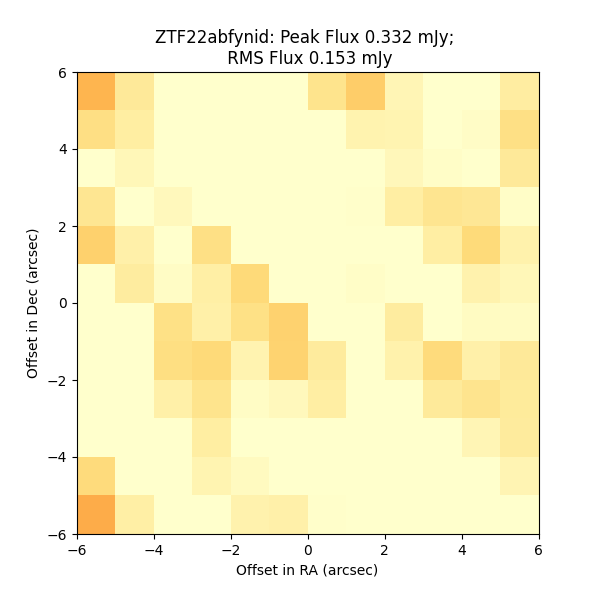 ZTF22abfynid: Peak Flux 0.332 mJy;
RMS Flux 0.153 mJy
6
4
2
0
−2
−4
−6
Offset in Dec (arcsec)
−6 −4 −2 0 2 4 6
Offset in RA (arcsec)